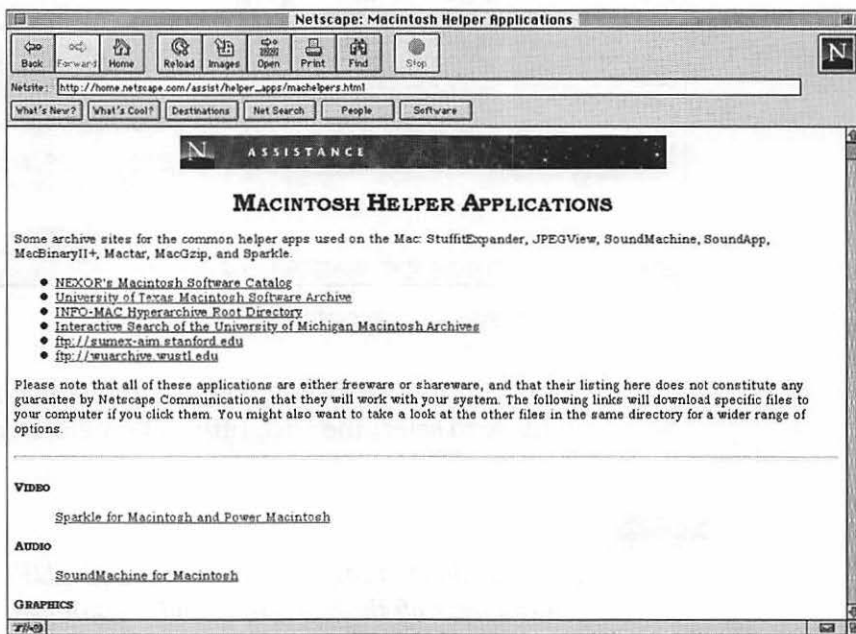 Netscape: Macintosh Helper Applications
Back Forward Home Reload Images Open Print Find Stop
N
Netsite: http://home.netscape.com/assist/helper_apps/machelpers.html
What's New? What's Cool? Destinations Net Search People Software
N ASSISTANCE
MACINTOSH HELPER APPLICATIONS
Some archive sites for the common helper apps used on the Mac: StuffitExpander, JPEGView, SoundMachine, SoundApp,
MacBinaryII+, Mactar, MacGzip, and Sparkle.
● NEXOR's Macintosh Software Catalog
● University of Texas Macintosh Software Archive
● INFO-MAC Hyperarchive Root Directory
● Interactive Search of the University of Michigan Macintosh Archives
● ftp://sumex-aim.stanford.edu
● ftp://wuarchive.wustl.edu
Please note that all of these applications are either freeware or shareware, and that their listing here does not constitute any
guarantee by Netscape Communications that they will work with your system. The following links will download specific files to
your computer if you click them. You might also want to take a look at the other files in the same directory for a wider range of
options.
VIDEO
Sparkle for Macintosh and Power Macintosh
AUDIO
SoundMachine for Macintosh
GRAPHICS